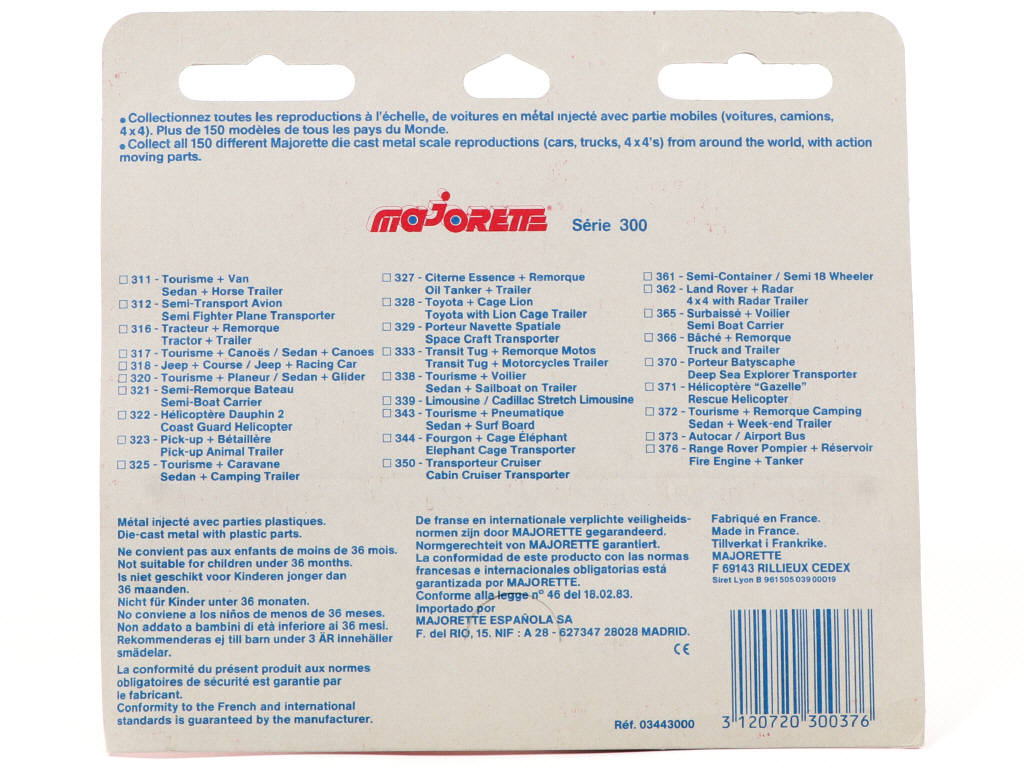 • Collectionnez toutes les reproductions à l'échelle, de voitures en métal injecté avec partie mobiles (voitures, camions,
4x4). Plus de 150 modèles de tous les pays du Monde.
• Collect all 150 different Majorette die cast metal scale reproductions (cars, trucks, 4x4's) from around the world, with action
moving parts.
MAJORETTE® Série 300
☐ 311 - Tourisme + Van
Sedan + Horse Trailer
☐ 312 - Semi-Transport Avion
Semi Fighter Plane Transporter
☐ 316 - Tracteur + Remorque
Tractor + Trailer
☐ 317 - Tourisme + Canoës / Sedan + Canoes
☐ 318 - Jeep + Course / Jeep + Racing Car
☐ 320 - Tourisme + Planeur / Sedan + Glider
☐ 321 - Semi-Remorque Bateau
Semi-Boat Carrier
☐ 322 - Hélicoptère Dauphin 2
Coast Guard Helicopter
☐ 323 - Pick-up + Bétaillère
Pick-up Animal Trailer
☐ 325 - Tourisme + Caravane
Sedan + Camping Trailer
☐ 327 - Citerne Essence + Remorque
Oil Tanker + Trailer
☐ 328 - Toyota + Cage Lion
Toyota with Lion Cage Trailer
☐ 329 - Porteur Navette Spatiale
Space Craft Transporter
☐ 333 - Transit Tug + Remorque Motos
Transit Tug + Motorcycles Trailer
☐ 338 - Tourisme + Voilier
Sedan + Sailboat on Trailer
☐ 339 - Limousine / Cadillac Stretch Limousine
☐ 343 - Tourisme + Pneumatique
Sedan + Surf Board
☐ 344 - Fourgon + Cage Éléphant
Elephant Cage Transporter
☐ 350 - Transporteur Cruiser
Cabin Cruiser Transporter
☐ 361 - Semi-Container / Semi 18 Wheeler
☐ 362 - Land Rover + Radar
4x4 with Radar Trailer
☐ 365 - Surbaissé + Voilier
Semi Boat Carrier
☐ 366 - Bâché + Remorque
Truck and Trailer
☐ 370 - Porteur Batyscaphe
Deep Sea Explorer Transporter
☐ 371 - Hélicoptère "Gazelle"
Rescue Helicopter
☐ 372 - Tourisme + Remorque Camping
Sedan + Week-end Trailer
☐ 373 - Autocar / Airport Bus
☐ 376 - Range Rover Pompier + Réservoir
Fire Engine + Tanker
Métal injecté avec parties plastiques.
Die-cast metal with plastic parts.
Ne convient pas aux enfants de moins de 36 mois.
Not suitable for children under 36 months.
Is niet geschikt voor Kinderen jonger dan
36 maanden.
Nicht für Kinder unter 36 monaten.
No conviene a los niños de menos de 36 meses.
Non addato a bambini di età inferiore ai 36 mesi.
Rekommenderas ej till barn under 3 ÅR innehäller
smädelar.
La conformité du présent produit aux normes
obligatoires de sécurité est garantie par
le fabricant.
Conformity to the French and international
standards is guaranteed by the manufacturer.
De franse en internationale verplichte veiligheids-
normen zijn door MAJORETTE gegarandeerd.
Normgerechteit von MAJORETTE garantiert.
La conformidad de este producto con las normas
francesas e internacionales obligatorias está
garantizada por MAJORETTE.
Conforme alla legge n° 46 del 18.02.83.
Importado por
MAJORETTE ESPAÑOLA SA
F. del RIO, 15. NIF : A 28 - 627347 28028 MADRID.
CE
Réf. 03443000
Fabriqué en France.
Made in France.
Tillverkat i Frankrike.
MAJORETTE
F 69143 RILLIEUX CEDEX
Siret Lyon B 961 505 039 00019
3 120720 300376